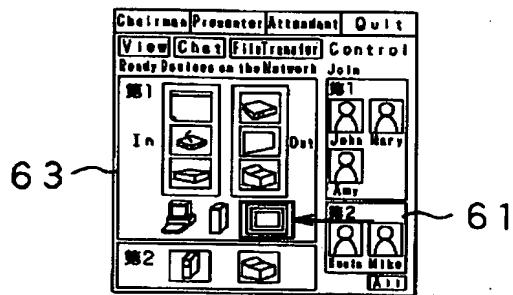 Chairman Presenter Attendant Quit
View Chat FileTransfer Control
Ready Devices on the Network Join
第1 第1
In Out
John Mary
Amy
63
61
第2 第2
Mike
All